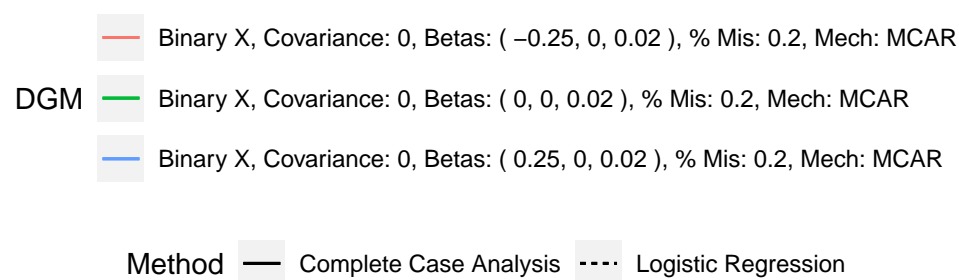 Binary X, Covariance: 0, Betas: ( −0.25, 0, 0.02 ), % Mis: 0.2, Mech: MCAR
DGM Binary X, Covariance: 0, Betas: ( 0, 0, 0.02 ), % Mis: 0.2, Mech: MCAR
Binary X, Covariance: 0, Betas: ( 0.25, 0, 0.02 ), % Mis: 0.2, Mech: MCAR
Method Complete Case Analysis Logistic Regression